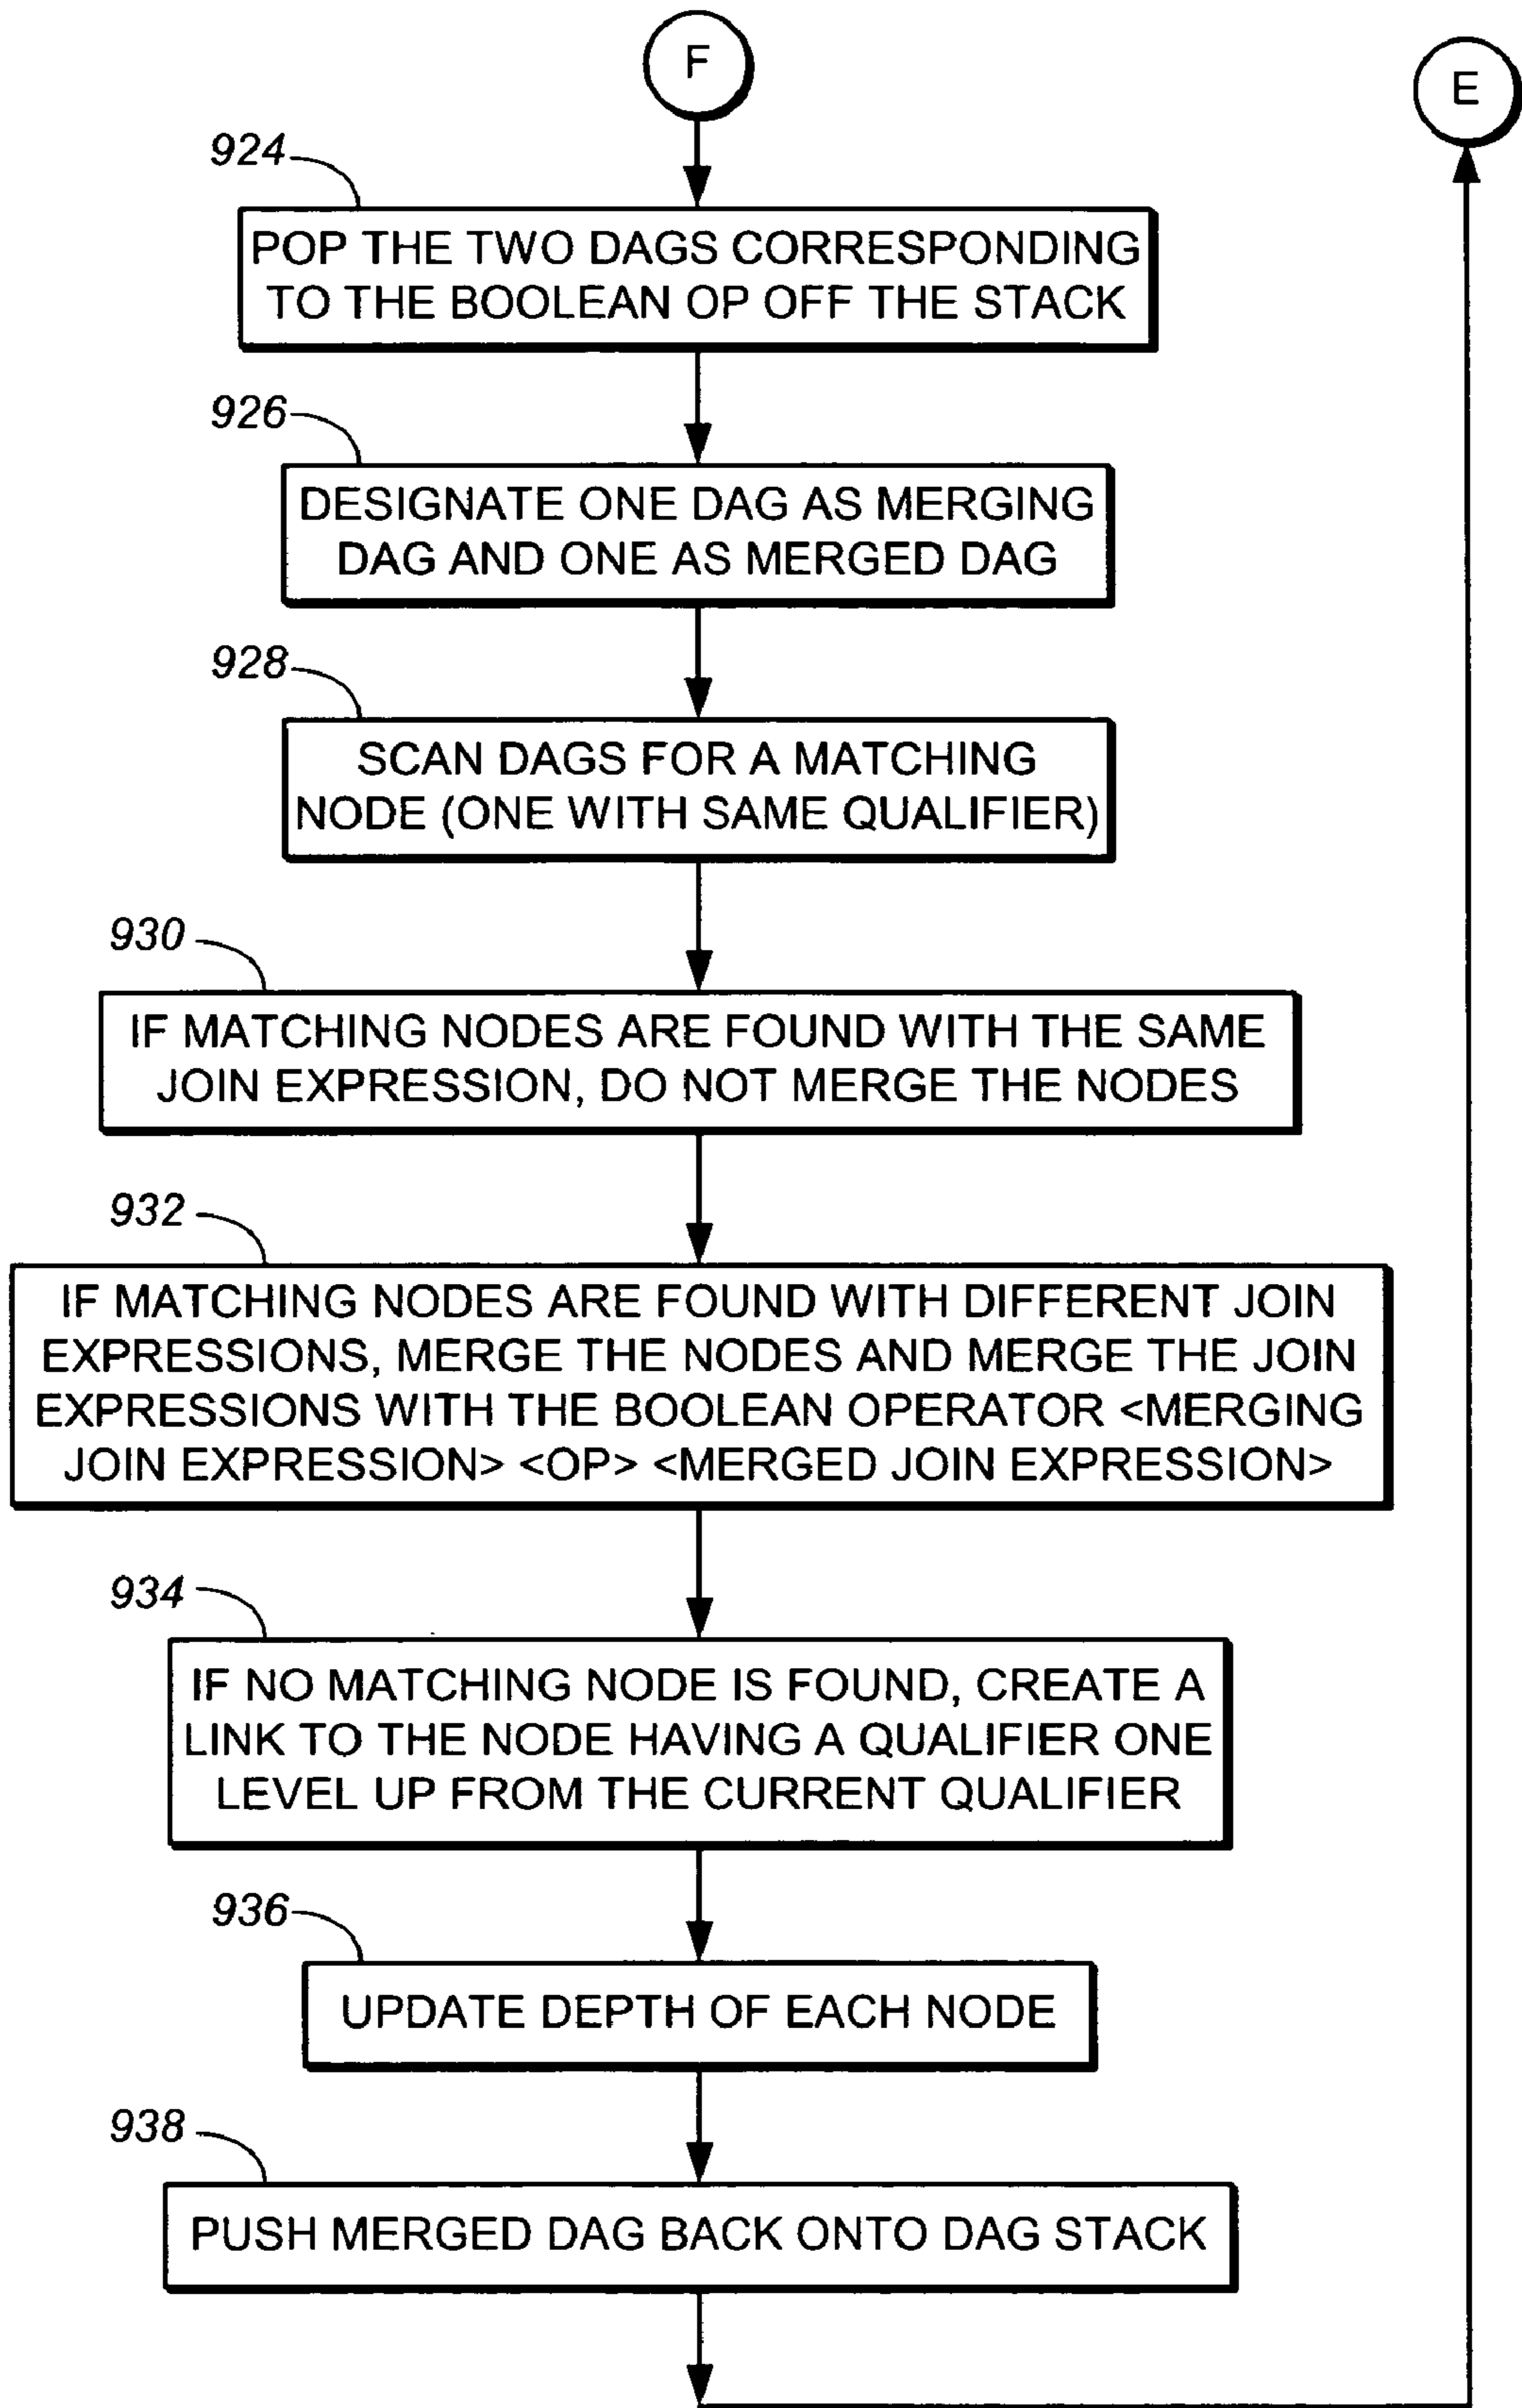 F
E
924
POP THE TWO DAGS CORRESPONDING
TO THE BOOLEAN OP OFF THE STACK
926
DESIGNATE ONE DAG AS MERGING
DAG AND ONE AS MERGED DAG
928
SCAN DAGS FOR A MATCHING
NODE (ONE WITH SAME QUALIFIER)
930
IF MATCHING NODES ARE FOUND WITH THE SAME
JOIN EXPRESSION, DO NOT MERGE THE NODES
932
IF MATCHING NODES ARE FOUND WITH DIFFERENT JOIN
EXPRESSIONS, MERGE THE NODES AND MERGE THE JOIN
EXPRESSIONS WITH THE BOOLEAN OPERATOR <MERGING
JOIN EXPRESSION> <OP> <MERGED JOIN EXPRESSION>
934
IF NO MATCHING NODE IS FOUND, CREATE A
LINK TO THE NODE HAVING A QUALIFIER ONE
LEVEL UP FROM THE CURRENT QUALIFIER
936
UPDATE DEPTH OF EACH NODE
938
PUSH MERGED DAG BACK ONTO DAG STACK